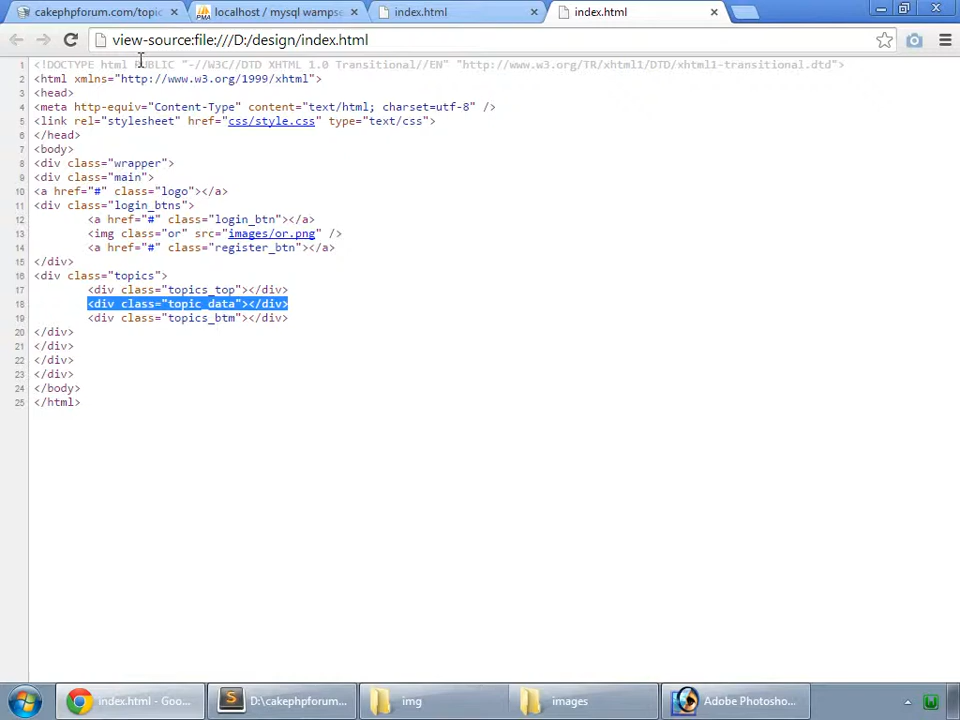 cakephpforum.com/topic
localhost / mysql wampse
index.html
index.html
view-source:file:///D:/design/index.html
1 <!DOCTYPE html PUBLIC "-//W3C//DTD XHTML 1.0 Transitional//EN" "http://www.w3.org/TR/xhtml1/DTD/xhtml1-transitional.dtd">
2 <html xmlns="http://www.w3.org/1999/xhtml">
3 <head>
4 <meta http-equiv="Content-Type" content="text/html; charset=utf-8" />
5 <link rel="stylesheet" href="css/style.css" type="text/css">
6 </head>
7 <body>
8 <div class="wrapper">
9 <div class="main">
10 <a href="#" class="logo"></a>
11 <div class="login_btns">
12 <a href="#" class="login_btn"></a>
13 <img class="or" src="images/or.png" />
14 <a href="#" class="register_btn"></a>
15 </div>
16 <div class="topics">
17 <div class="topics_top"></div>
18 <div class="topic_data"></div>
19 <div class="topics_btm"></div>
20 </div>
21 </div>
22 </div>
23 </div>
24 </body>
25 </html>
index.html - Goo...
D:\cakephpforum...
img
images
Adobe Photosho...